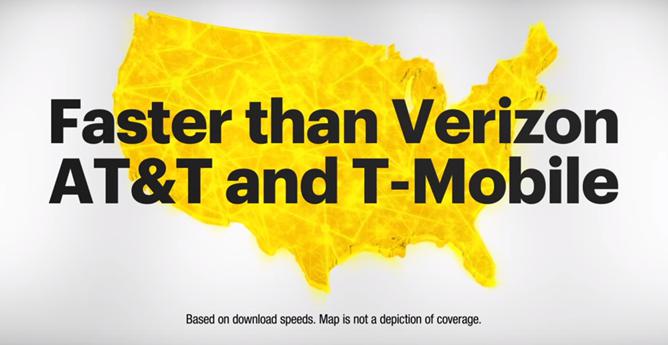 Faster than Verizon
AT&T and T-Mobile
Based on download speeds. Map is not a depiction of coverage.